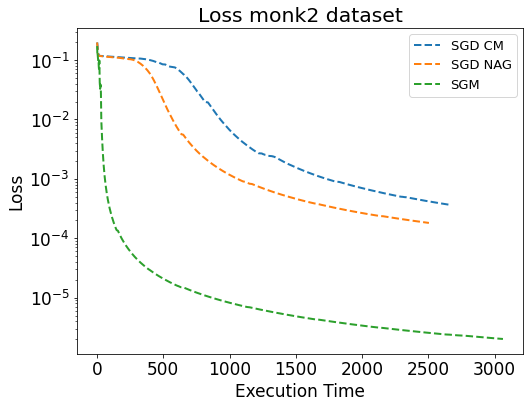 Loss monk2 dataset
SGD CM
SGD NAG
SGM
Loss
10⁻¹
10⁻²
10⁻³
10⁻⁴
10⁻⁵
0 500 1000 1500 2000 2500 3000
Execution Time